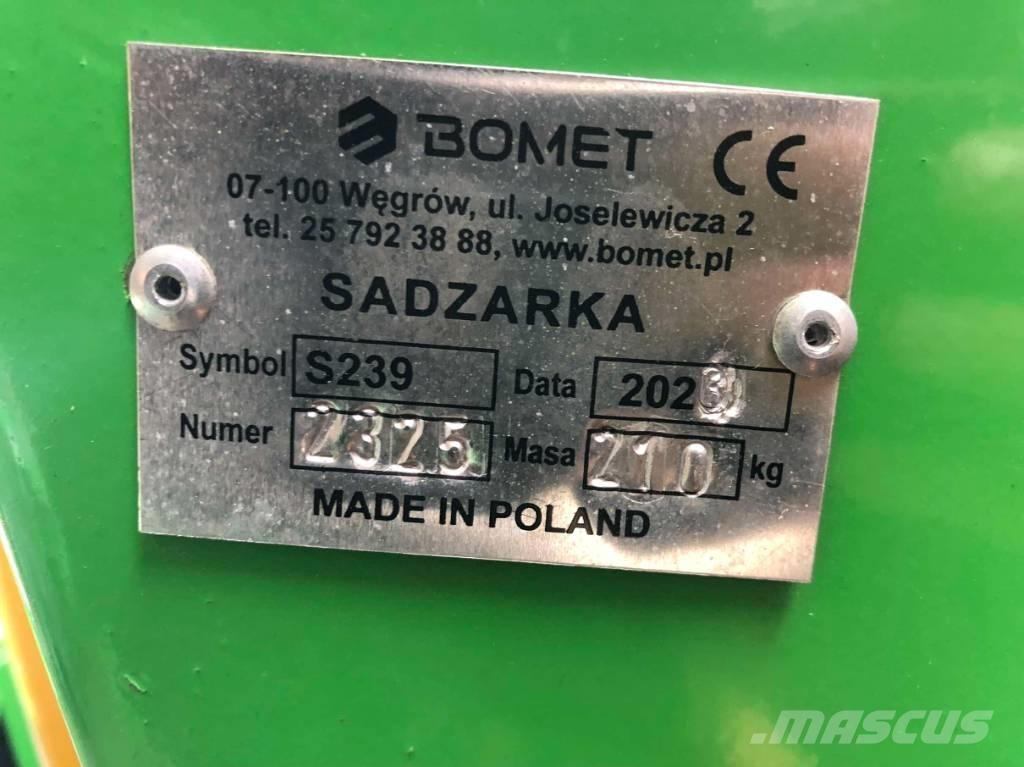 BOMET CE
07-100 Węgrów, ul. Joselewicza 2
tel. 25 792 38 88, www.bomet.pl
SADZARKA
Symbol S239 Data 2023
Numer 2325 Masa 210 kg
MADE IN POLAND
MASCUS